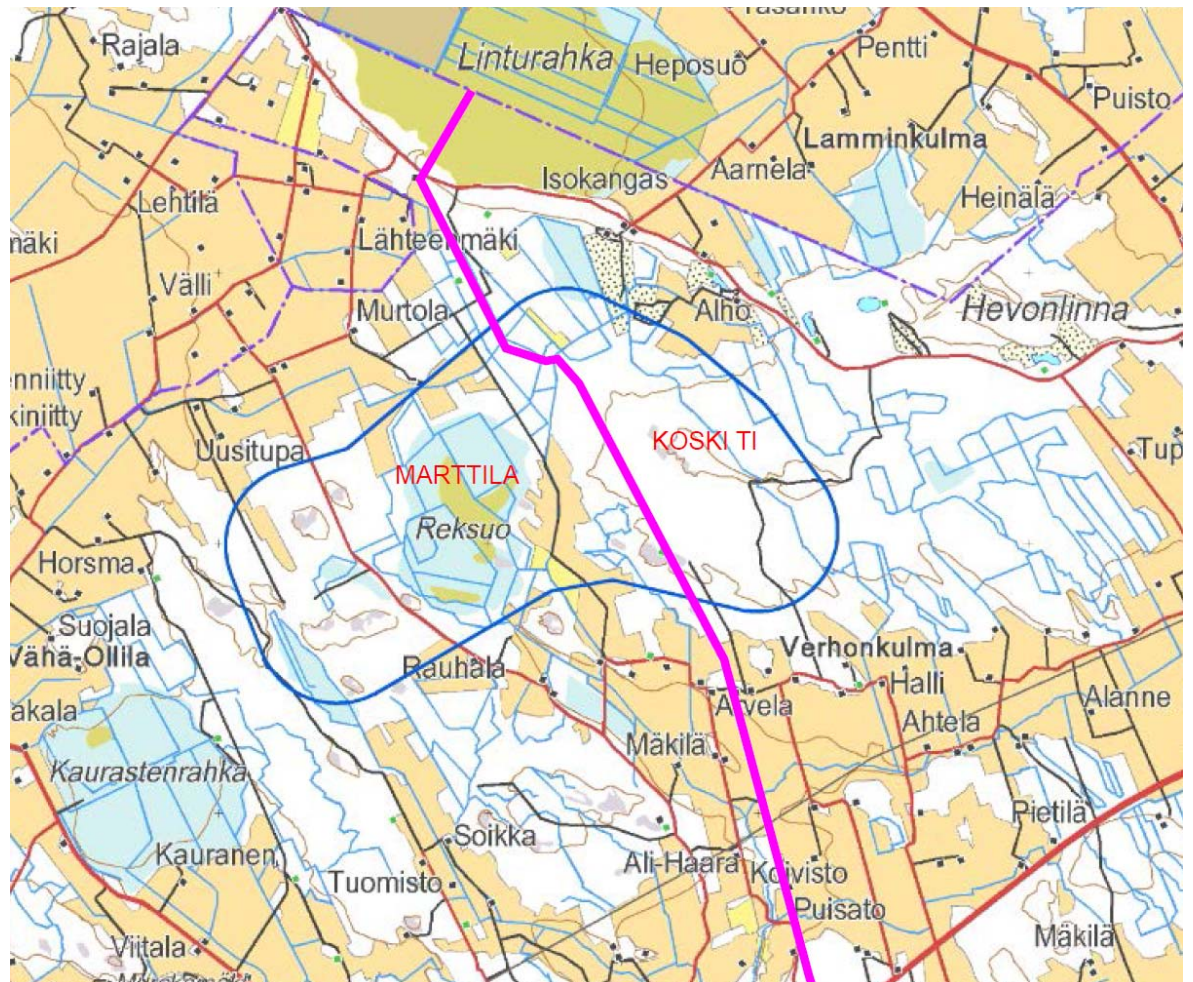 Rajala
Linturahka
Heposuo
Pentti
Puisto
Lamminkulma
Isokangas
Aarnela
Heinälä
Lehtilä
Lähteenmäki
mäki
Välli
Murtola
Alho
Hevonlinna
enniitty
kiniitty
Uusitupa
KOSKI TI
Tup
MARTTILA
Reksuo
Horsma
Suojala
Vähä-Ollila
Rauhala
Verhonkulma
Halli
Alanne
akala
Arvela
Ahtela
Mäkilä
Kaurastenrahka
Pietilä
Soikka
Kauranen
Ali-Haara
Koivisto
Tuomisto
Puisato
Viitala
Mäkilä